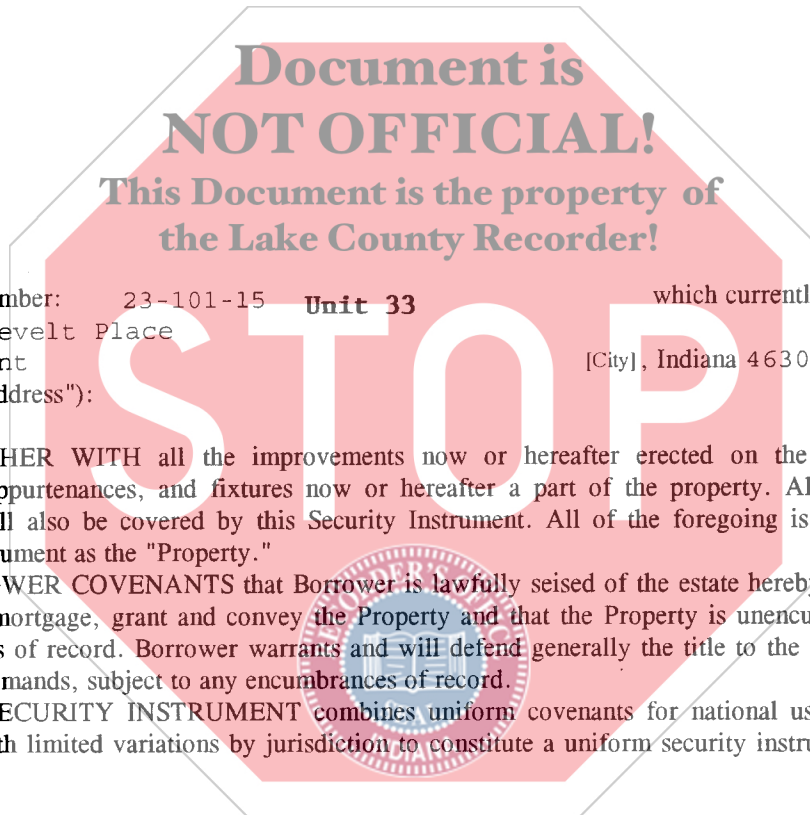 Document is
NOT OFFICIAL!
This Document is the property of
the Lake County Recorder!
mber: 23-101-15 Unit 33 which currentl
evelt Place
nt [City], Indiana 4630
ddress"):
HER WITH all the improvements now or hereafter erected on the
ppurtenances, and fixtures now or hereafter a part of the property. Al
ll also be covered by this Security Instrument. All of the foregoing is
ument as the "Property."
WER COVENANTS that Borrower is lawfully seised of the estate hereb
mortgage, grant and convey the Property and that the Property is unencu
s of record. Borrower warrants and will defend generally the title to the
mands, subject to any encumbrances of record.
ECURITY INSTRUMENT combines uniform covenants for national us
th limited variations by jurisdiction to constitute a uniform security instru
STOP
RECORDER'S OFFICE
SEAL
INDIANA